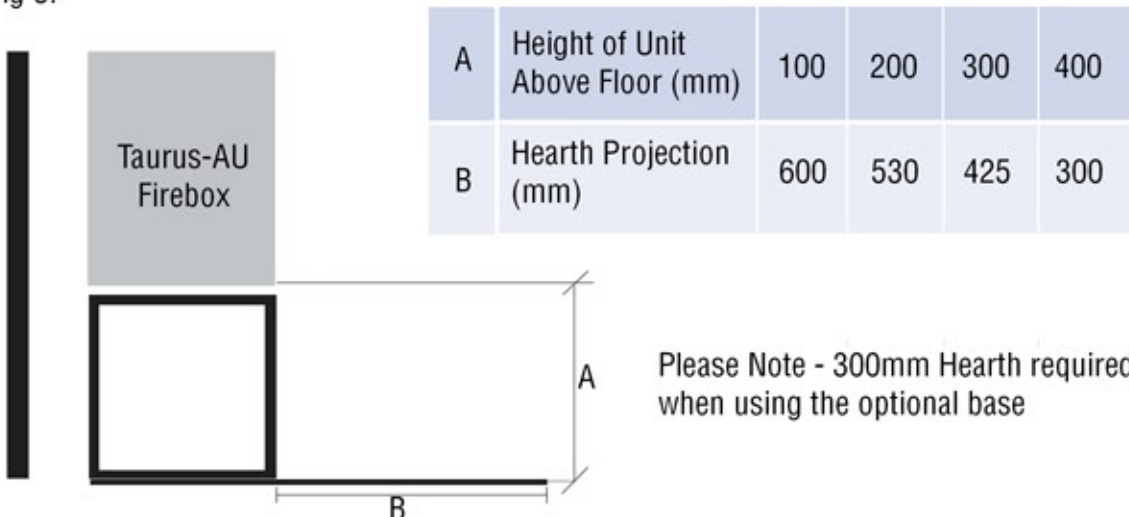 A Height of Unit Above Floor (mm) 100 200 300 400
B Hearth Projection (mm) 600 530 425 300
Taurus-AU
Firebox
A
Please Note - 300mm Hearth required
when using the optional base
B